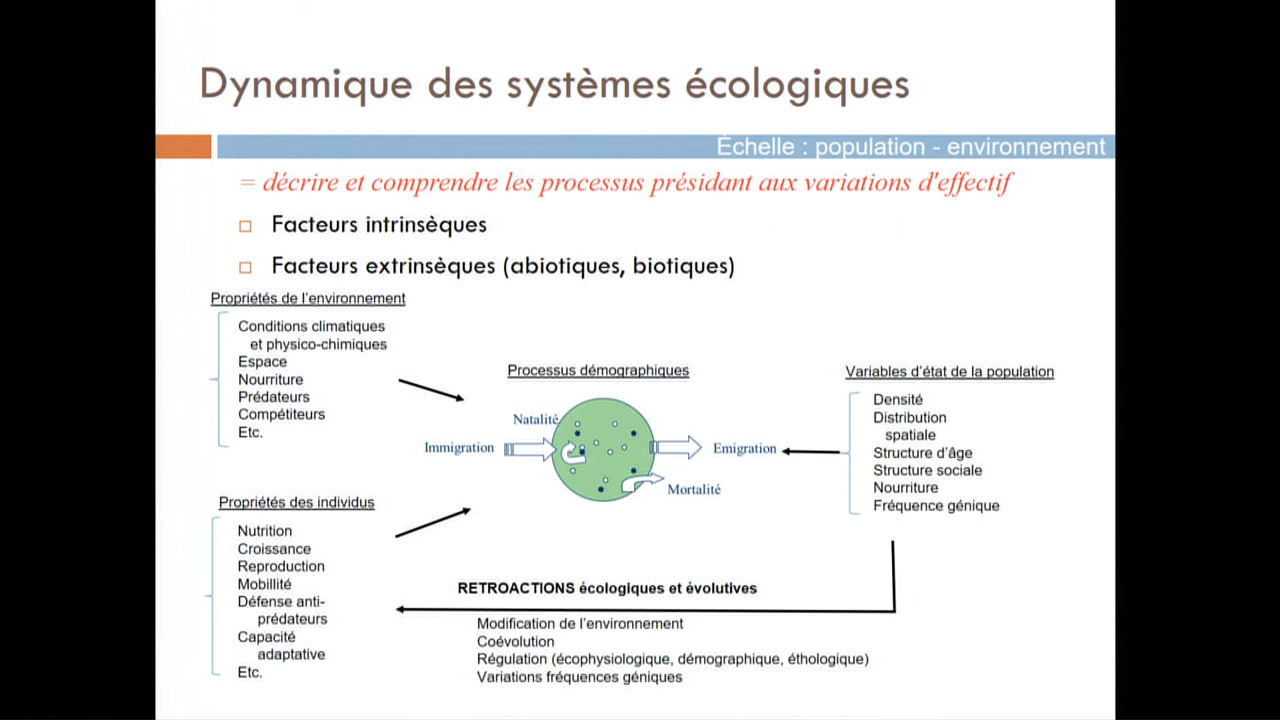 Dynamique des systèmes écologiques
Échelle : population - environnement
= décrire et comprendre les processus présidant aux variations d'effectif
Facteurs intrinsèques
Facteurs extrinsèques (abiotiques, biotiques)
Propriétés de l'environnement
Conditions climatiques
et physico-chimiques
Espace
Nourriture
Prédateurs
Compétiteurs
Etc.
Processus démographiques
Natalité
Immigration
Emigration
Mortalité
Variables d'état de la population
Densité
Distribution
spatiale
Structure d'âge
Structure sociale
Nourriture
Fréquence génique
Propriétés des individus
Nutrition
Croissance
Reproduction
Mobillité
Défense anti-
prédateurs
Capacité
adaptative
Etc.
RETROACTIONS écologiques et évolutives
Modification de l'environnement
Coévolution
Régulation (écophysiologique, démographique, éthologique)
Variations fréquences géniques